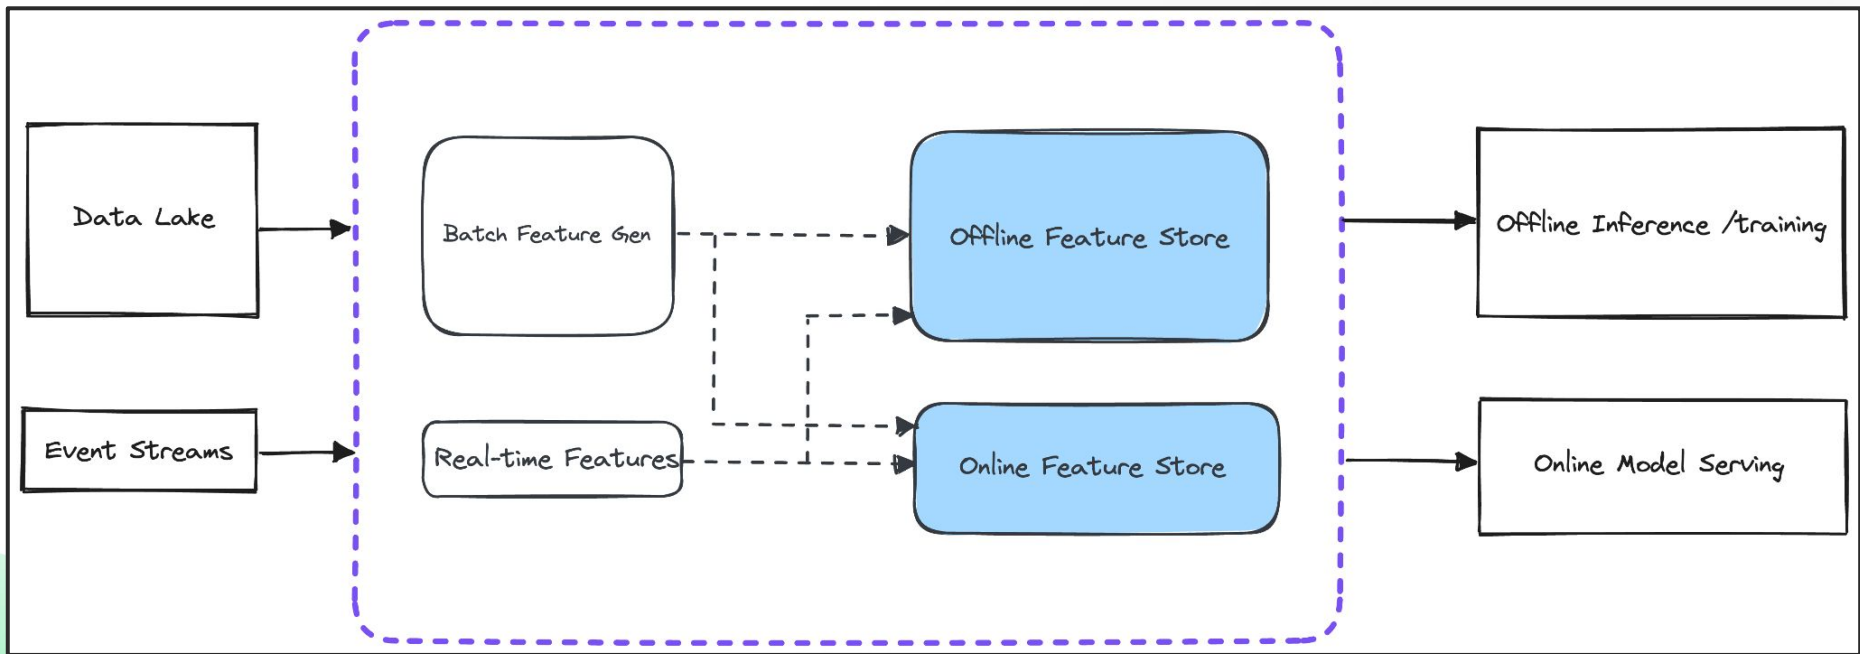 Data Lake
Batch Feature Gen
Offline Feature Store
Offline Inference /training
Event Streams
Real-time Features
Online Feature Store
Online Model Serving